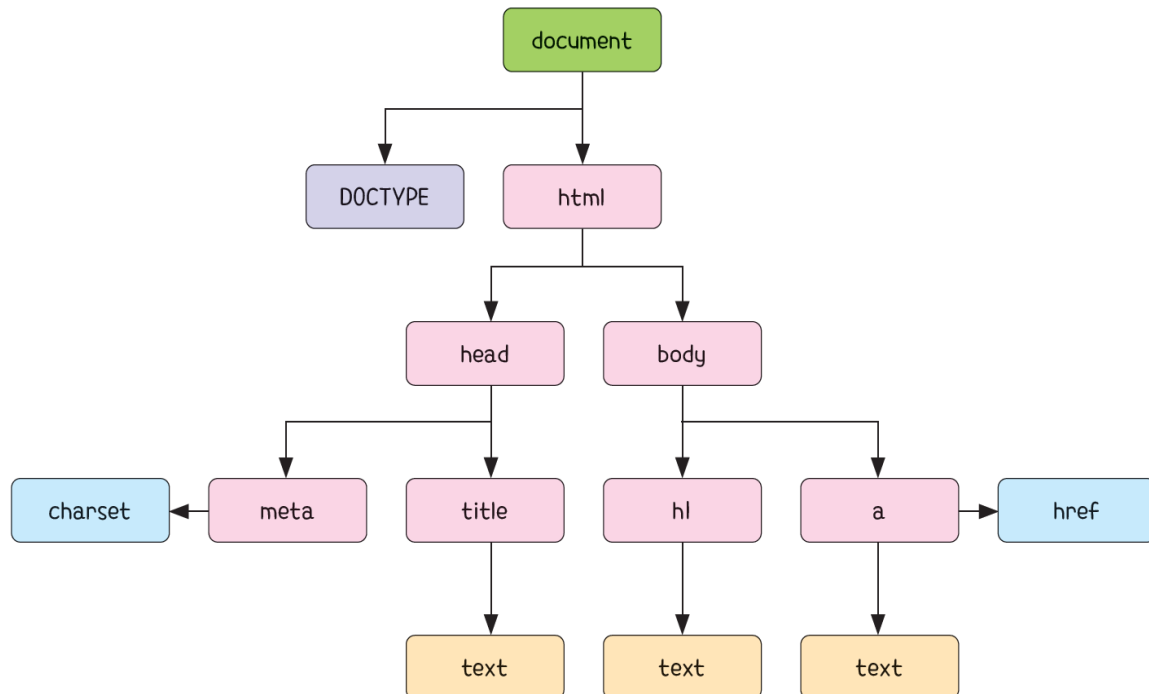 document
DOCTYPE
html
head
body
charset
meta
title
h1
a
href
text
text
text